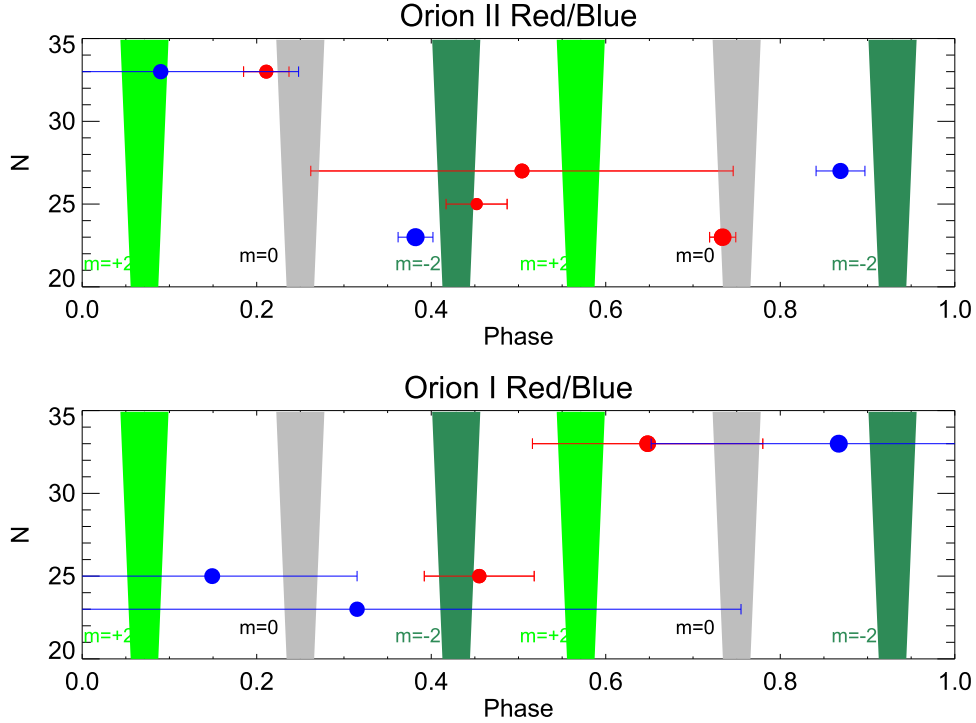 Orion II Red/Blue
35
30
25
20
N
m=+2 m=0 m=-2 m=+2 m=0 m=-2
0.0 0.2 0.4 0.6 0.8 1.0
Phase
Orion I Red/Blue
35
30
25
20
N
m=+2 m=0 m=-2 m=+2 m=0 m=-2
0.0 0.2 0.4 0.6 0.8 1.0
Phase